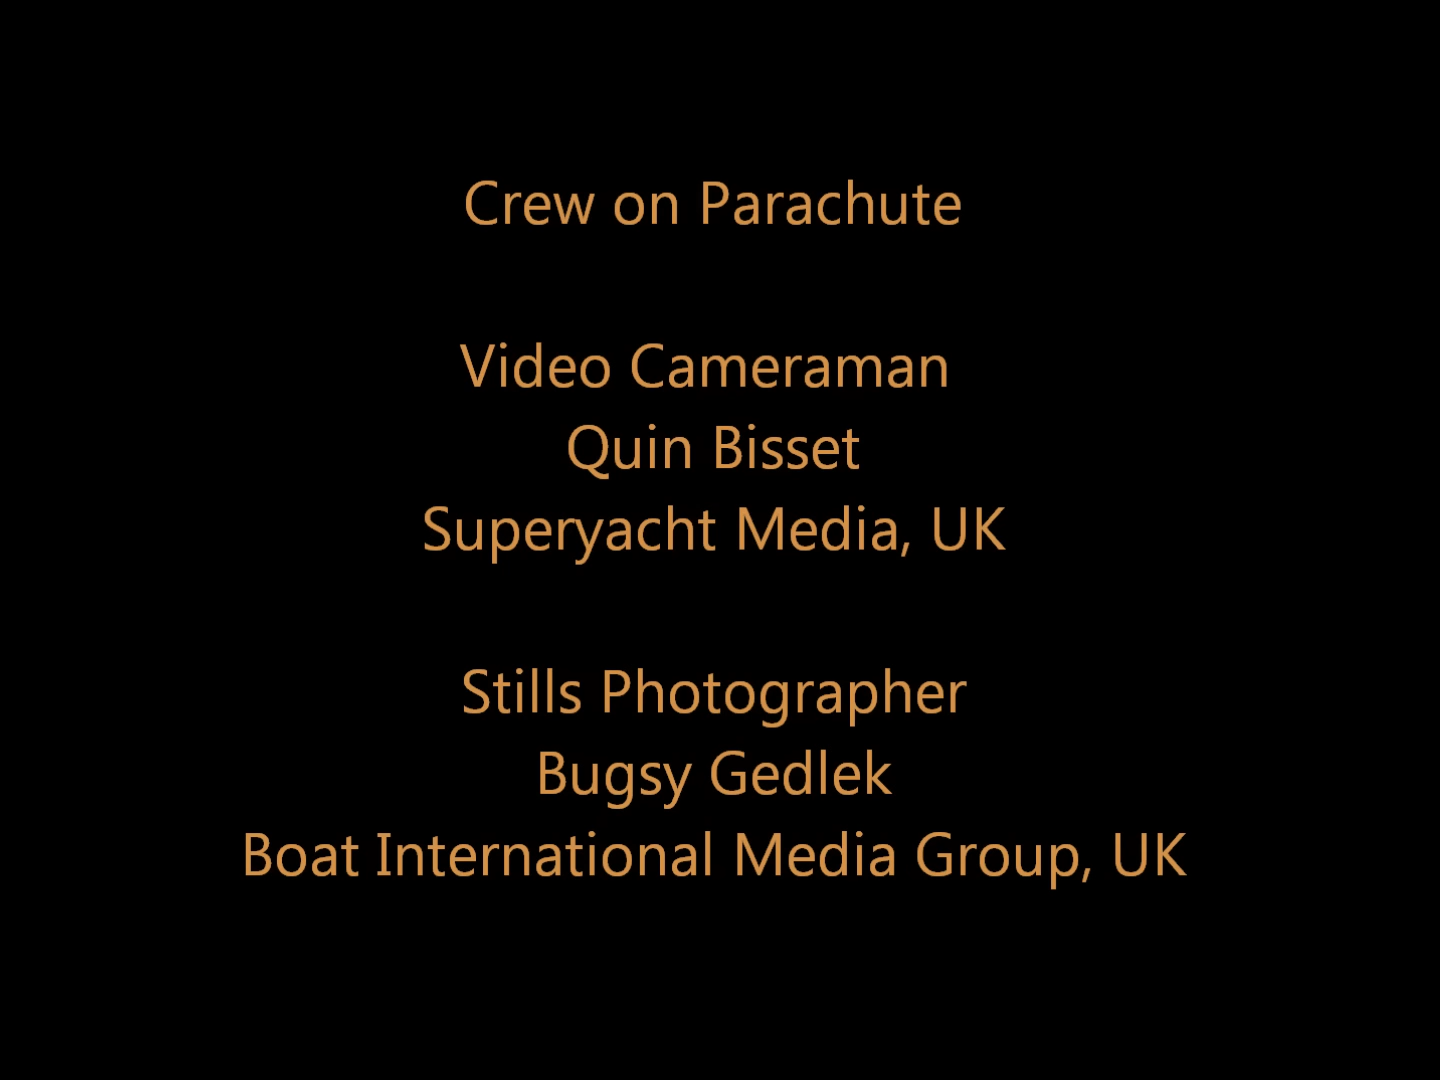 Crew on Parachute
Video Cameraman
Quin Bisset
Superyacht Media, UK
Stills Photographer
Bugsy Gedlek
Boat International Media Group, UK